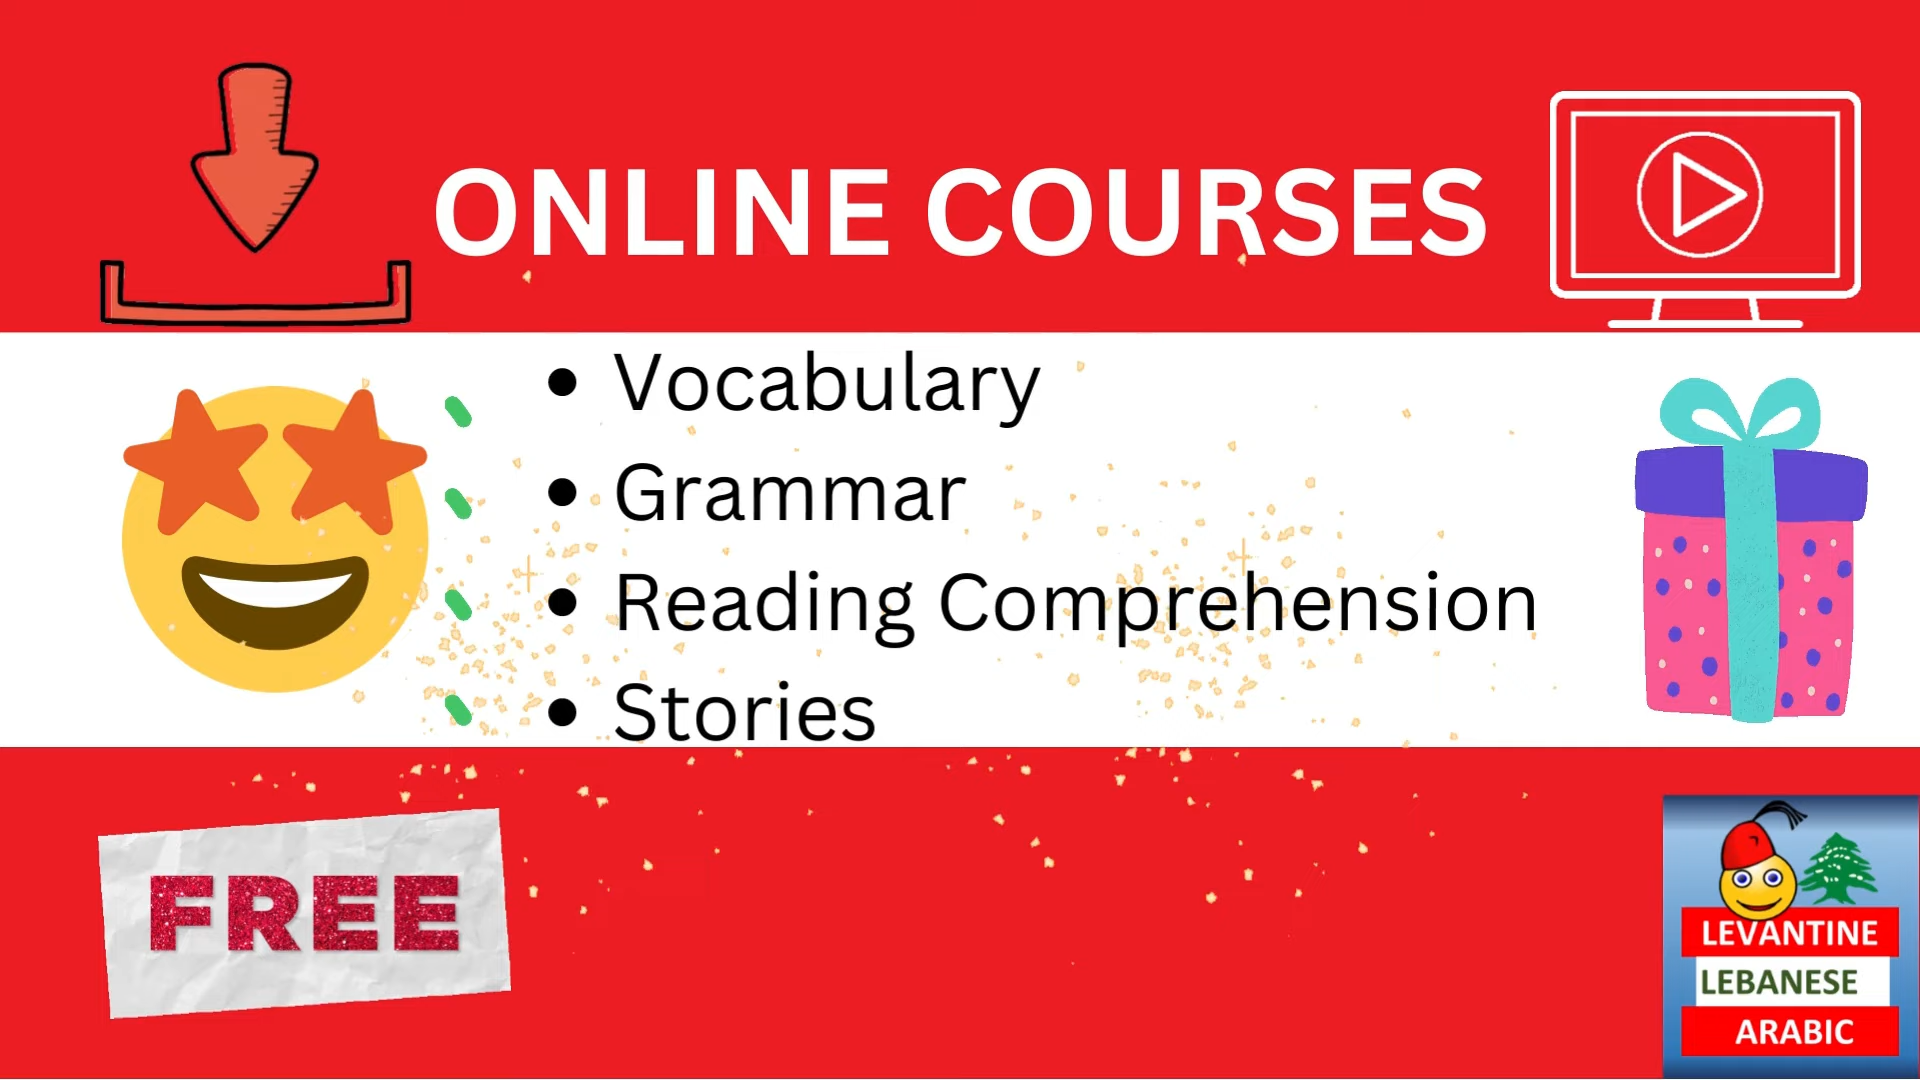 ONLINE COURSES
• Vocabulary
• Grammar
• Reading Comprehension
• Stories
FREE
LEVANTINE
LEBANESE
ARABIC